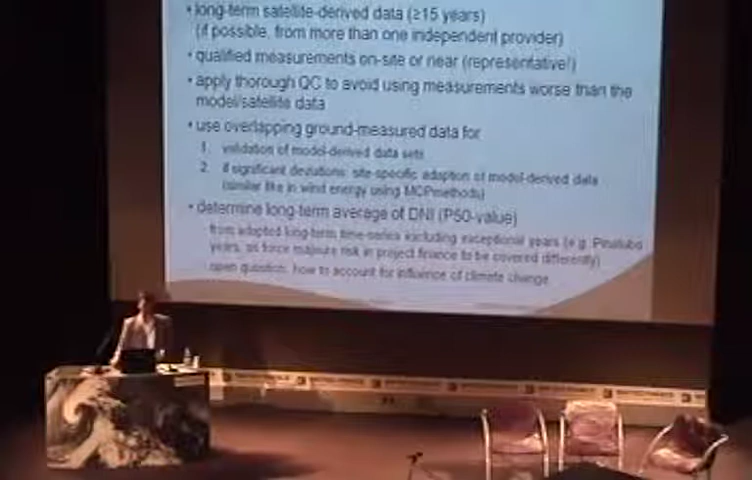 • long-term satellite-derived data (≥15 years)
(if possible, from more than one independent provider)
• qualified measurements on-site or near (representative!)
• apply thorough QC to avoid using measurements worse than the
model/satellite data
• use overlapping ground-measured data for
1. validation of model-derived data sets
2. if significant deviations: site-specific adaption of model-derived data
(similar like in wind energy using MCPmethods)
• determine long-term average of DNI (P50-value)
from adopted long-term time-series excluding exceptional years (e.g. Pinatubo
years, as force majeure risk in project finance to be covered differently)
open question: how to account for influence of climate change